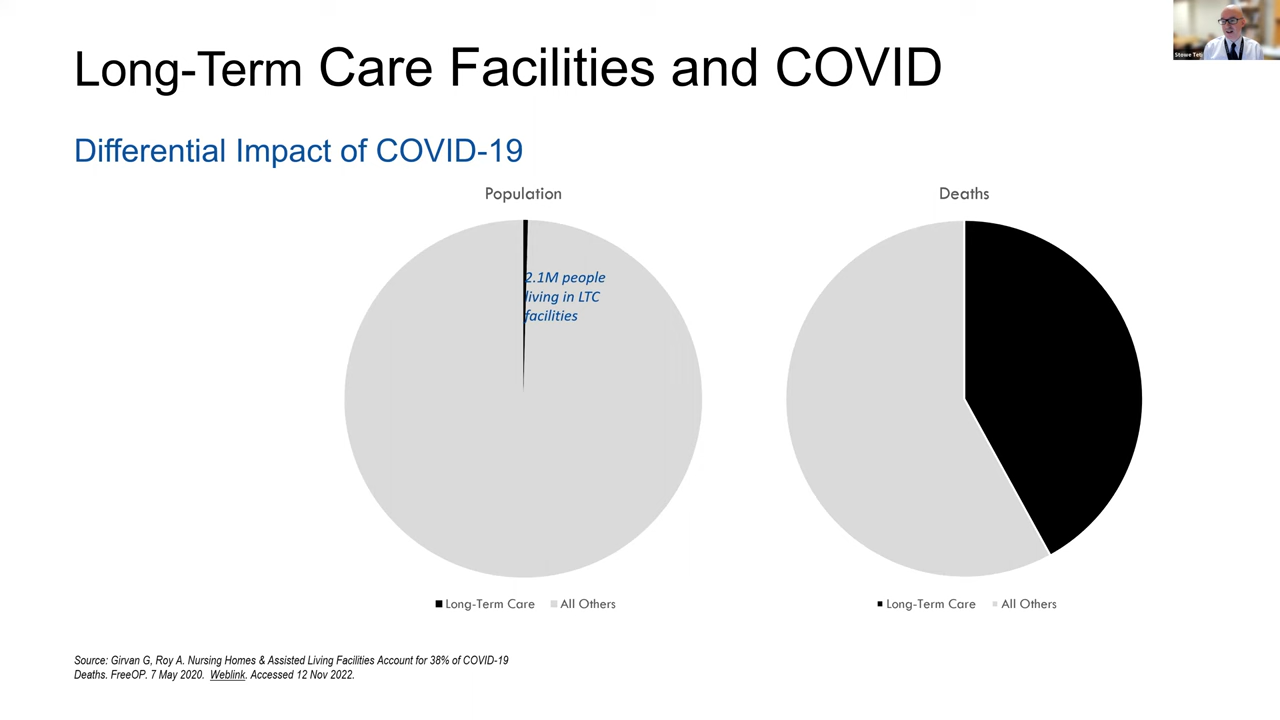 Long-Term Care Facilities and COVID
Stowe Teti
Differential Impact of COVID-19
Population
2.1M people
living in LTC
facilities
Long-Term Care All Others
Deaths
Long-Term Care All Others
Source: Girvan G, Roy A. Nursing Homes & Assisted Living Facilities Account for 38% of COVID-19
Deaths. FreeOP. 7 May 2020. Weblink. Accessed 12 Nov 2022.